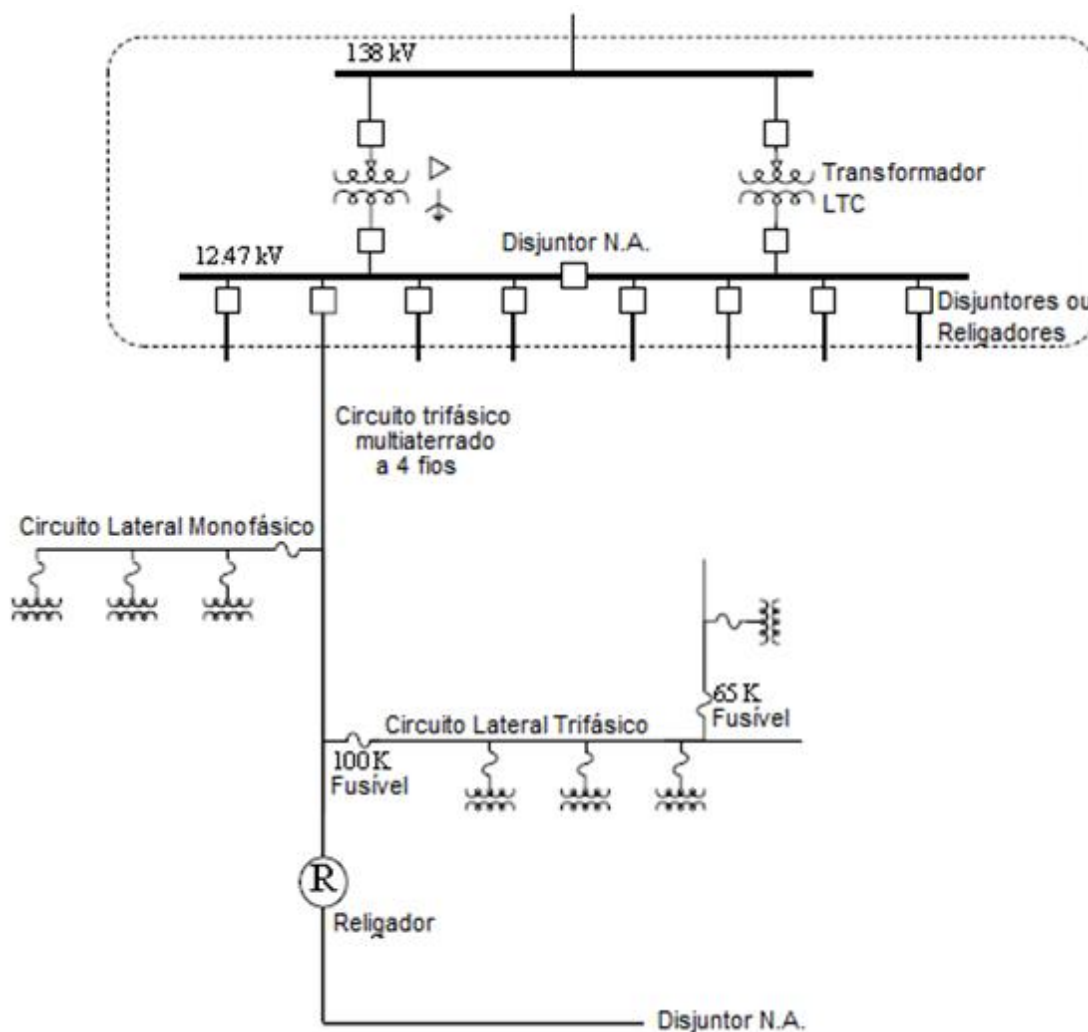 138 kV
Transformador
LTC
Disjuntor N.A.
12.47 kV
Disjuntores ou
Religadores
Circuito trifásico
multiaterrado
a 4 fios
Circuito Lateral Monofásico
65 K
Fusível
Circuito Lateral Trifásico
100 K
Fusível
R
Religador
Disjuntor N.A.